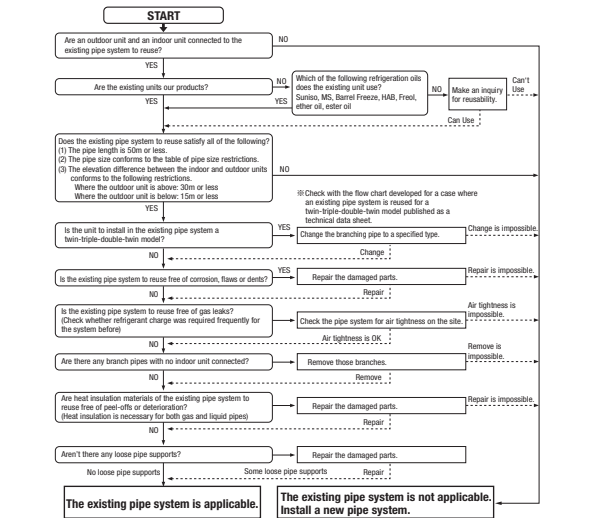 START
Are an outdoor unit and an indoor unit connected to the
existing pipe system to reuse?
NO
YES
Are the existing units our products?
NO
Which of the following refrigeration oils
does the existing unit use?
Suniso, MS, Barrel Freeze, HAB, Freol,
ether oil, ester oil
NO
Make an inquiry
for reusability.
Can't
Use
YES
YES
Can Use
Does the existing pipe system to reuse satisfy all of the following?
(1) The pipe length is 50m or less.
(2) The pipe size conforms to the table of pipe size restrictions.
(3) The elevation difference between the indoor and outdoor units
conforms to the following restrictions.
Where the outdoor unit is above: 30m or less
Where the outdoor unit is below: 15m or less
NO
YES
※Check with the flow chart developed for a case where
an existing pipe system is reused for a
twin-triple-double-twin model published as a
technical data sheet.
Is the unit to install in the existing pipe system a
twin-triple-double-twin model?
YES
Change the branching pipe to a specified type.
Change is impossible.
NO
Change
Is the existing pipe system to reuse free of corrosion, flaws or dents?
YES
Repair the damaged parts.
Repair is impossible.
NO
Repair
Is the existing pipe system to reuse free of gas leaks?
(Check whether refrigerant charge was required frequently for
the system before)
Check the pipe system for air tightness on the site.
Air tightness is
impossible.
NO
Air tightness is OK
Are there any branch pipes with no indoor unit connected?
Remove those branches.
Remove is
impossible.
NO
Remove
Are heat insulation materials of the existing pipe system to
reuse free of peel-offs or deterioration?
(Heat insulation is necessary for both gas and liquid pipes)
Repair the damaged parts.
Repair is impossible.
NO
Repair
Aren't there any loose pipe supports?
Repair the damaged parts.
No loose pipe supports
Some loose pipe supports
Repair
The existing pipe system is applicable.
The existing pipe system is not applicable.
Install a new pipe system.